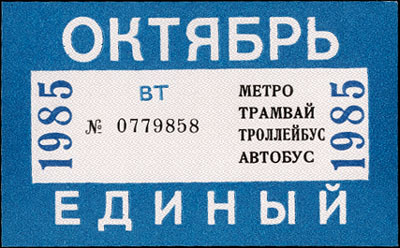 ОКТЯБРЬ
1985
ВТ
№ 0779858
МЕТРО
ТРАМВАЙ
ТРОЛЛЕЙБУС
АВТОБУС
1985
ЕДИНЫЙ